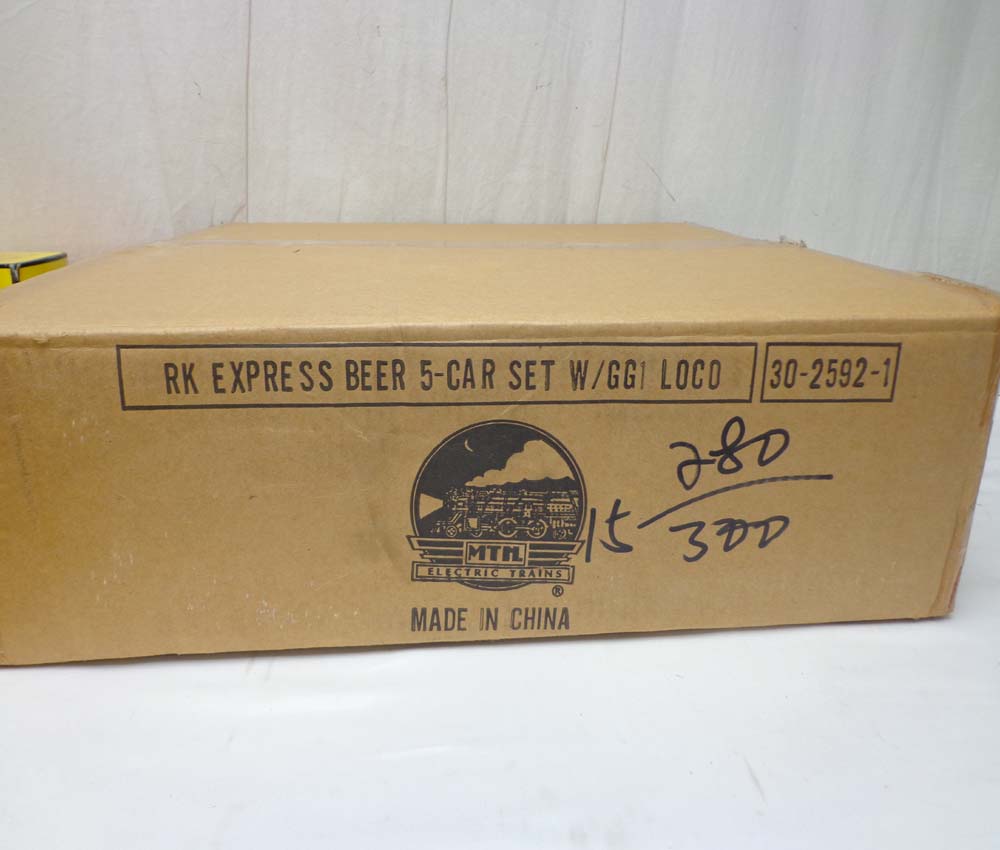 RK EXPRESS BEER 5-CAR SET W/GG1 LOCO 30-2592-1
280
15 300
MTH
ELECTRIC TRAINS
®
MADE IN CHINA